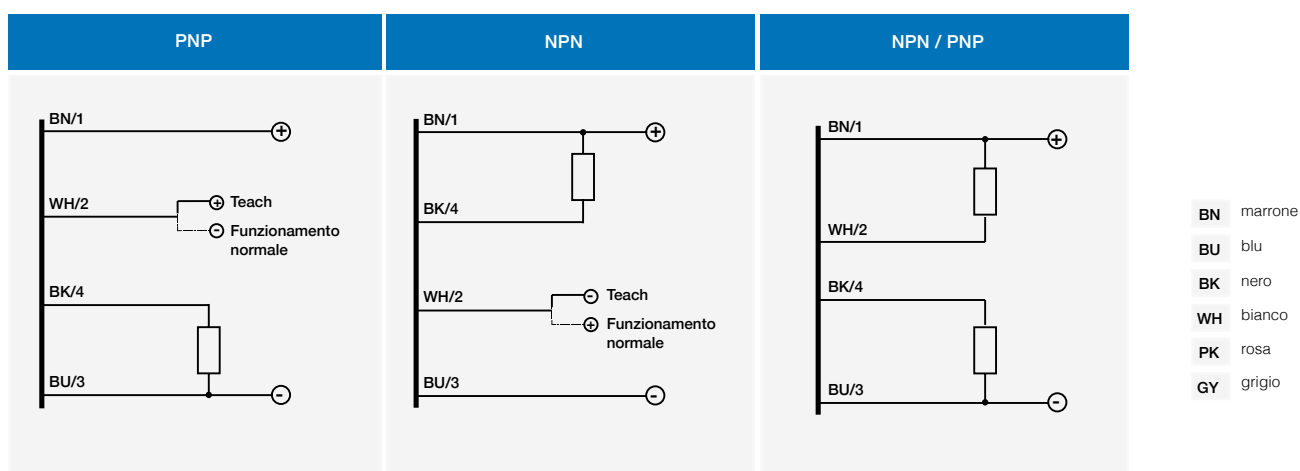 PNP
NPN
NPN / PNP
BN/1
+
WH/2
+ Teach
- Funzionamento
normale
BK/4
BU/3
-
BN/1
+
BK/4
WH/2
- Teach
+ Funzionamento
normale
BU/3
-
BN/1
+
WH/2
BK/4
BU/3
-
BN marrone
BU blu
BK nero
WH bianco
PK rosa
GY grigio